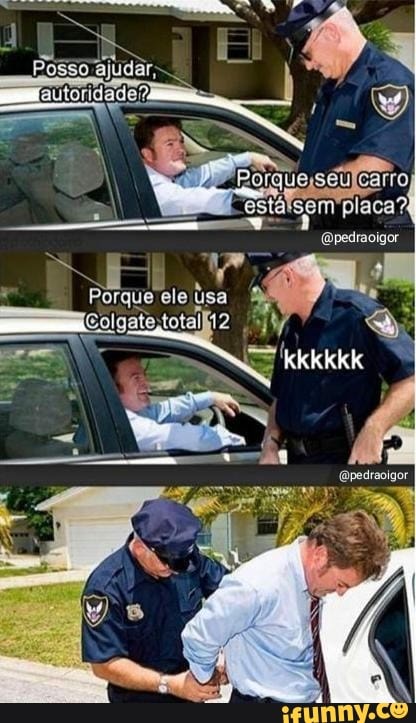 Posso ajudar,
autoridade?
Porque seu carro
está sem placa?
@pedraoigor
Porque ele usa
Colgate total 12
kkkkkk
@pedraoigor
ifunny.co